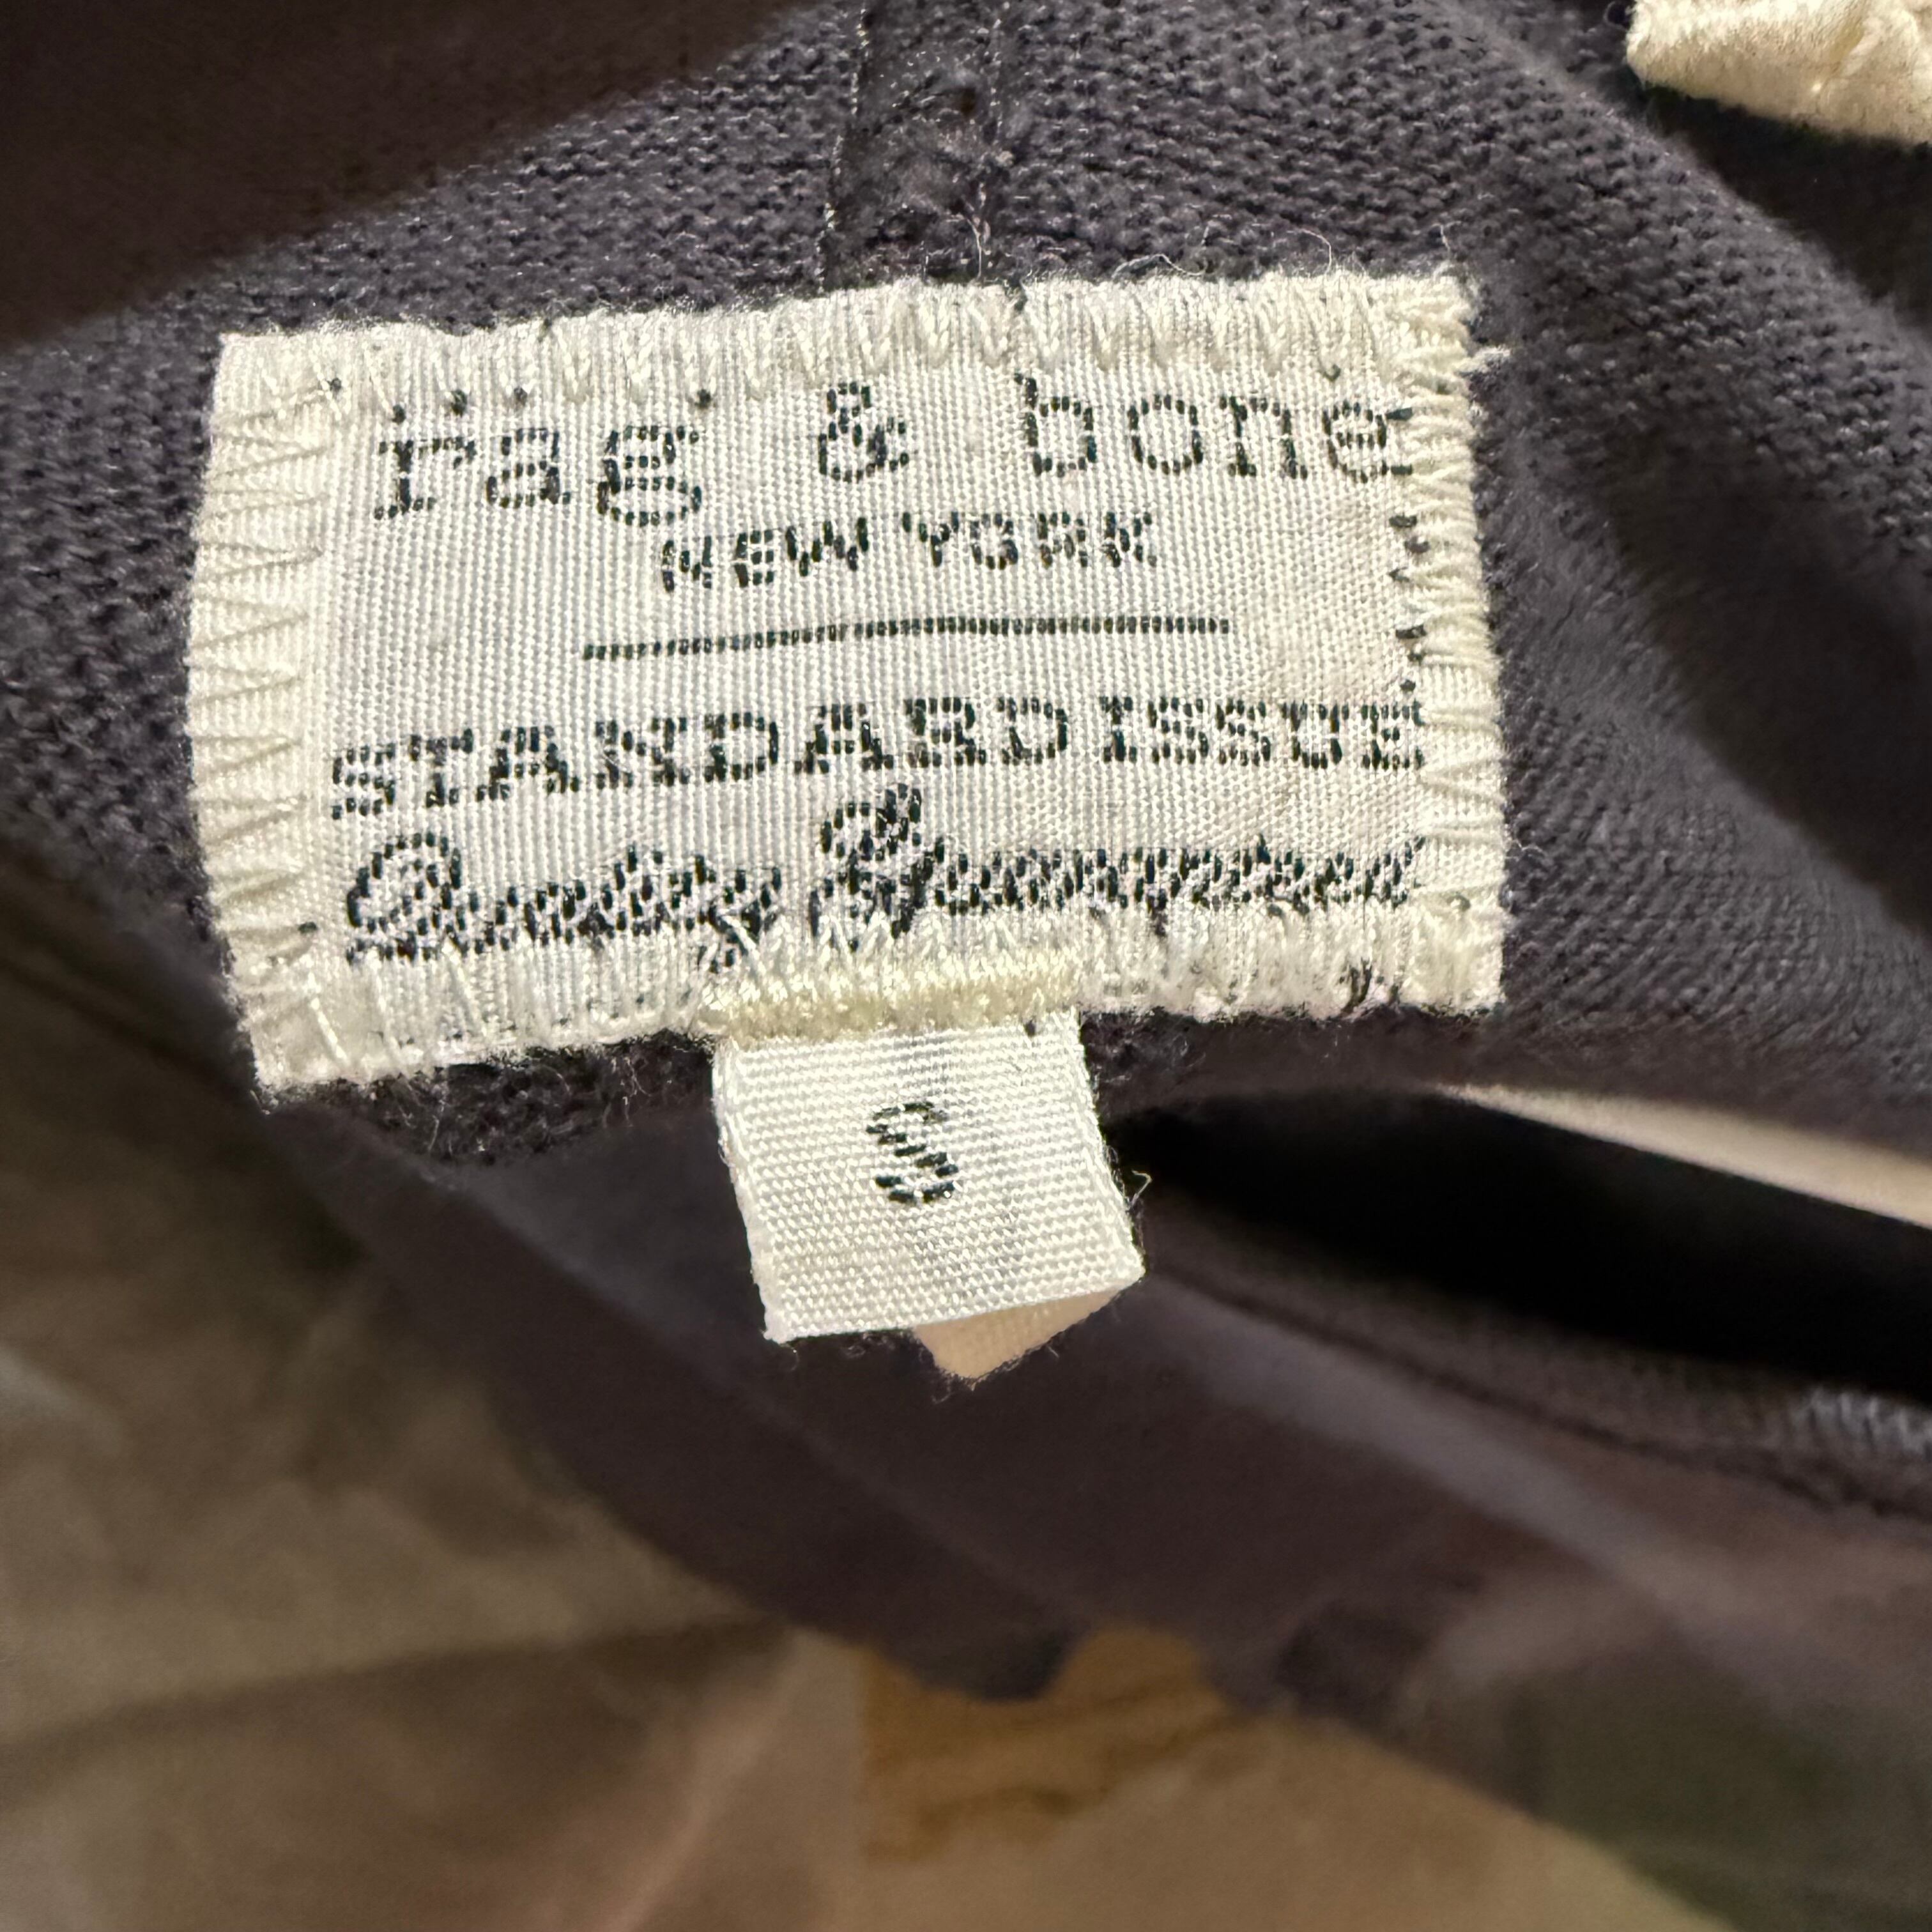 rag & bone
NEW YORK
STANDARD ISSUE
Quality Guaranteed
S